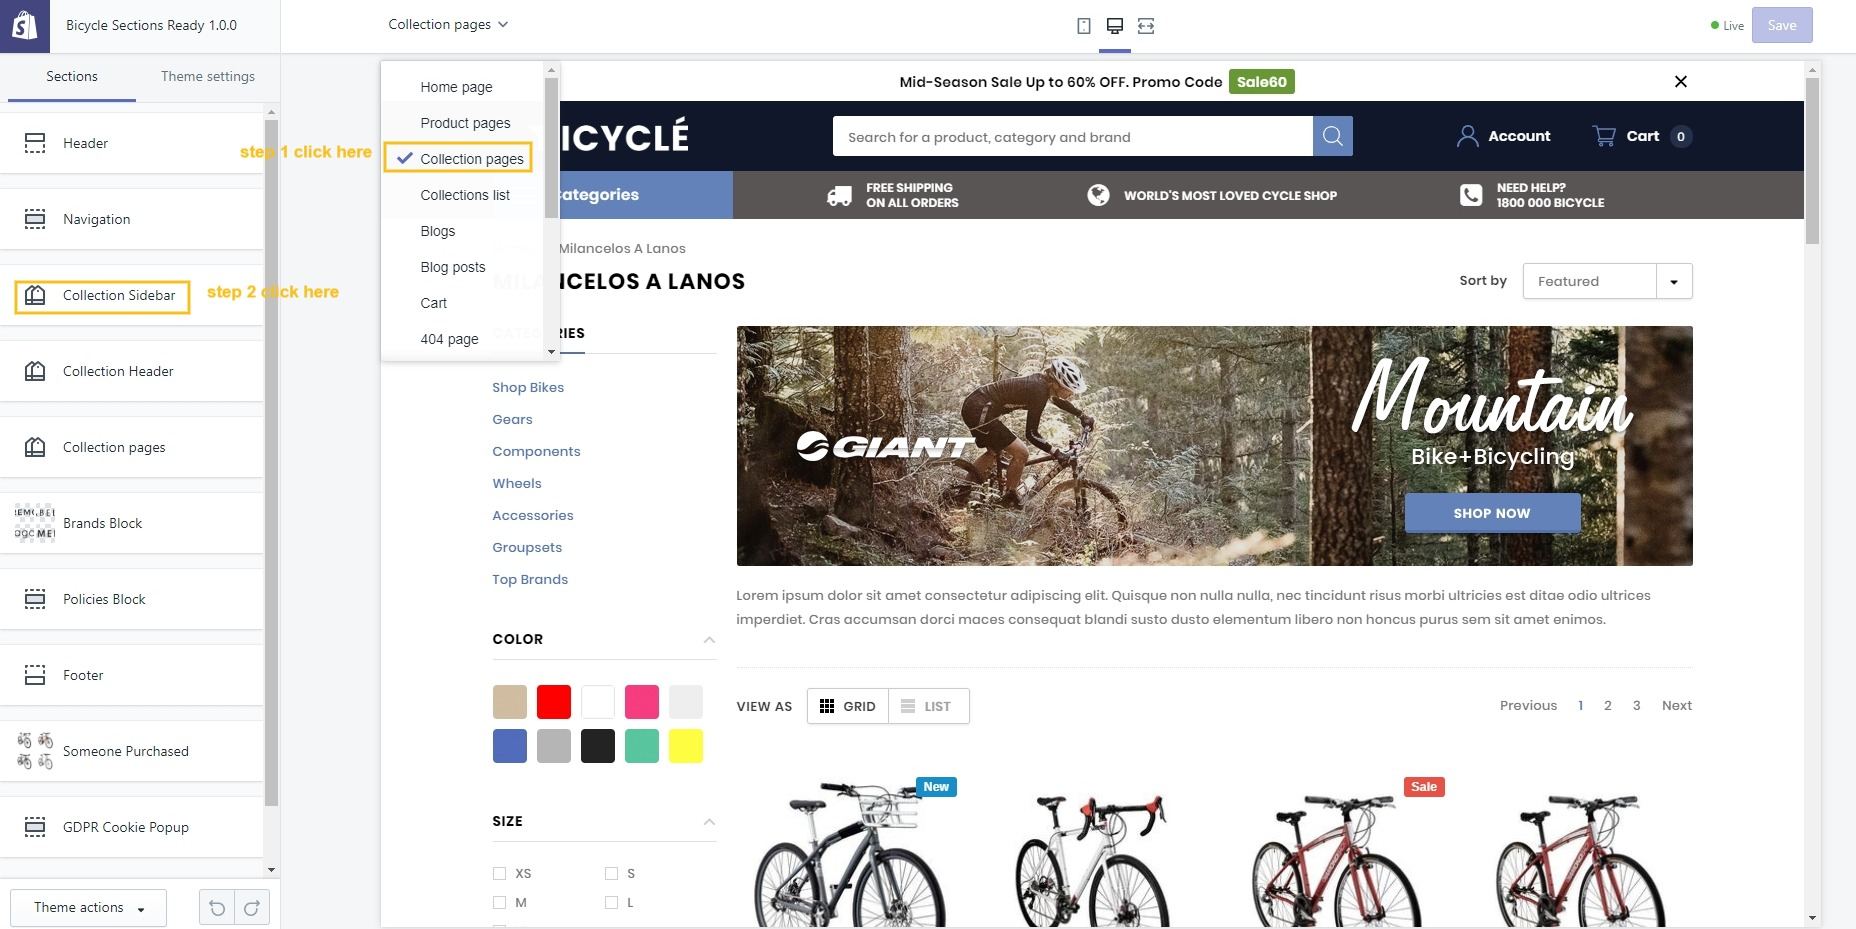 Bicycle Sections Ready 1.0.0
Collection pages
Live
Save
Sections
Theme settings
Header
Navigation
Collection Sidebar
Collection Header
Collection pages
Brands Block
Policies Block
Footer
Someone Purchased
GDPR Cookie Popup
Theme actions
step 1 click here
step 2 click here
Home page
Product pages
Collection pages
Collections list
Blogs
Blog posts
Cart
404 page
Mid-Season Sale Up to 60% OFF. Promo Code Sale60
ICYCLÉ
Search for a product, category and brand
Account
Cart 0
ategories
FREE SHIPPING
ON ALL ORDERS
WORLD'S MOST LOVED CYCLE SHOP
NEED HELP?
1800 000 BICYCLE
Milancelos A Lanos
MILANCELOS A LANOS
Sort by
Featured
CATEGORIES
Shop Bikes
Gears
Components
Wheels
Accessories
Groupsets
Top Brands
GIANT
Mountain
Bike+Bicycling
SHOP NOW
Lorem ipsum dolor sit amet consectetur adipiscing elit. Quisque non nulla nulla, nec tincidunt risus morbi ultricies est ditae odio ultrices
imperdiet. Cras accumsan dorci maces consequat blandi susto dusto elementum libero non honcus purus sem sit amet enimos.
COLOR
VIEW AS
GRID
LIST
Previous 1 2 3 Next
New
Sale
SIZE
XS
S
M
L